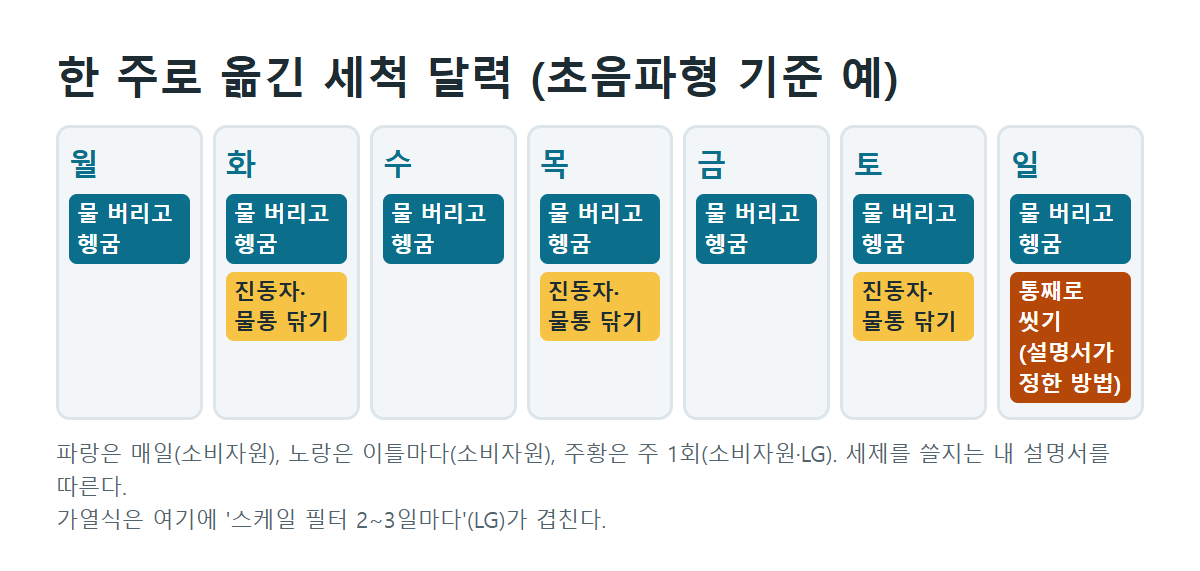 한 주로 옮긴 세척 달력 (초음파형 기준 예)
월
물 버리고
헹굼
화
물 버리고
헹굼
진동자·
물통 닦기
수
물 버리고
헹굼
목
물 버리고
헹굼
진동자·
물통 닦기
금
물 버리고
헹굼
토
물 버리고
헹굼
진동자·
물통 닦기
일
물 버리고
헹굼
통째로
씻기
(설명서가
정한 방법)
파랑은 매일(소비자원), 노랑은 이틀마다(소비자원), 주황은 주 1회(소비자원·LG). 세제를 쓸지는 내 설명서를
따른다.
가열식은 여기에 '스케일 필터 2~3일마다'(LG)가 겹친다.